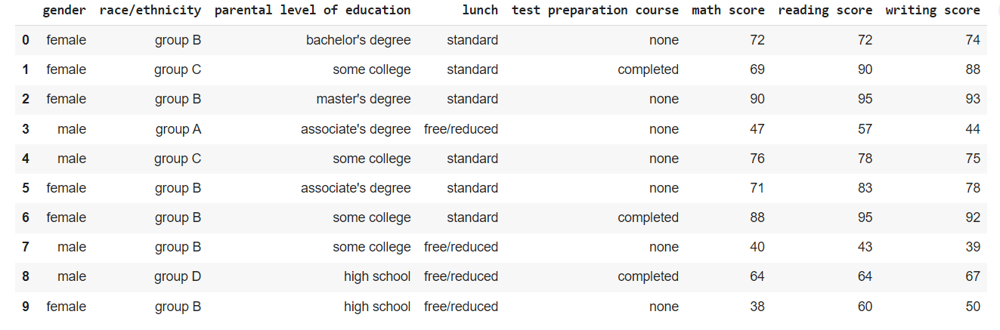 gender race/ethnicity parental level of education lunch test preparation course math score reading score writing score
0 female group B bachelor's degree standard none 72 72 74
1 female group C some college standard completed 69 90 88
2 female group B master's degree standard none 90 95 93
3 male group A associate's degree free/reduced none 47 57 44
4 male group C some college standard none 76 78 75
5 female group B associate's degree standard none 71 83 78
6 female group B some college standard completed 88 95 92
7 male group B some college free/reduced none 40 43 39
8 male group D high school free/reduced completed 64 64 67
9 female group B high school free/reduced none 38 60 50